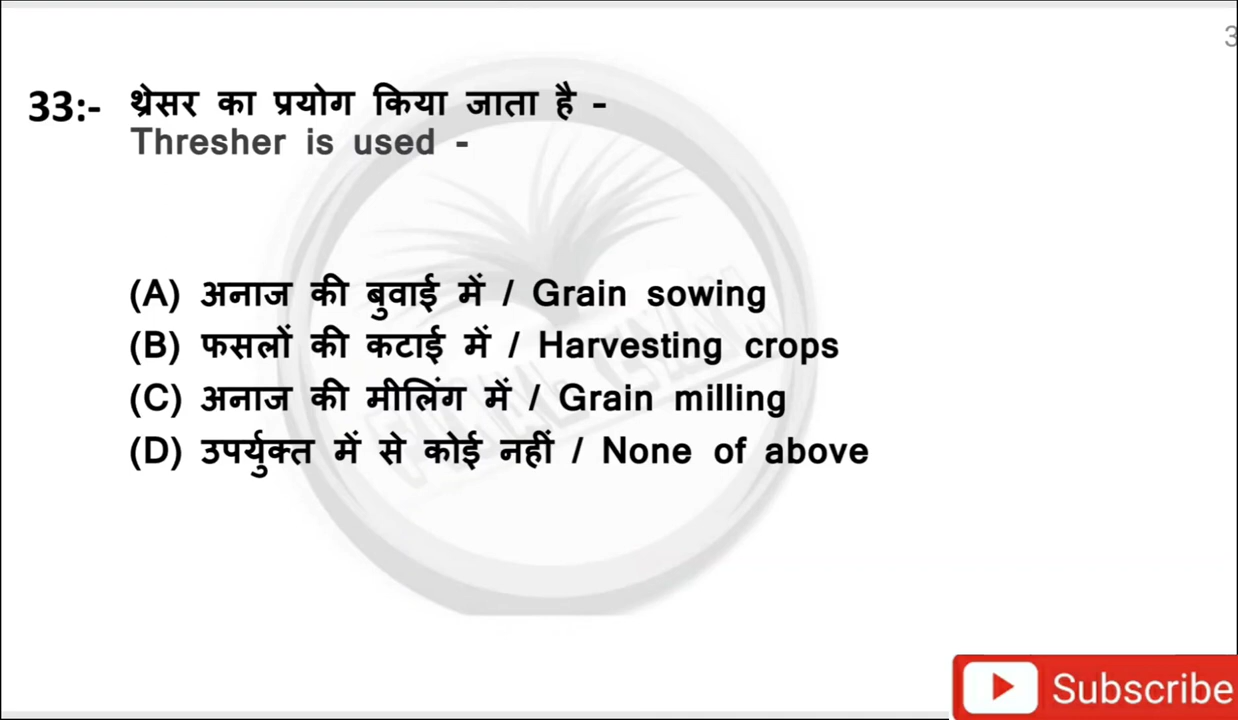 3
33:- थ्रेसर का प्रयोग किया जाता है -
Thresher is used -
(A) अनाज की बुवाई में / Grain sowing
(B) फसलों की कटाई में / Harvesting crops
(C) अनाज की मीलिंग में / Grain milling
(D) उपर्युक्त में से कोई नहीं / None of above
Subscribe